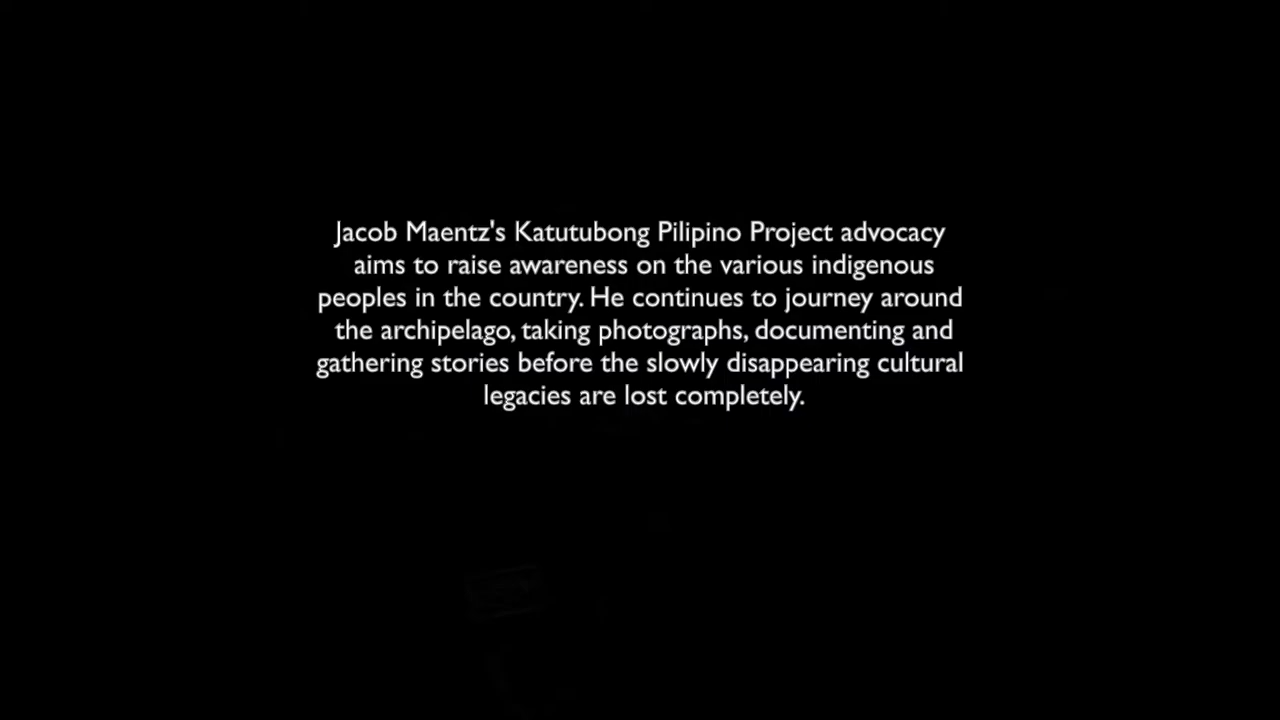 Jacob Maentz's Katutubong Pilipino Project advocacy
aims to raise awareness on the various indigenous
peoples in the country. He continues to journey around
the archipelago, taking photographs, documenting and
gathering stories before the slowly disappearing cultural
legacies are lost completely.